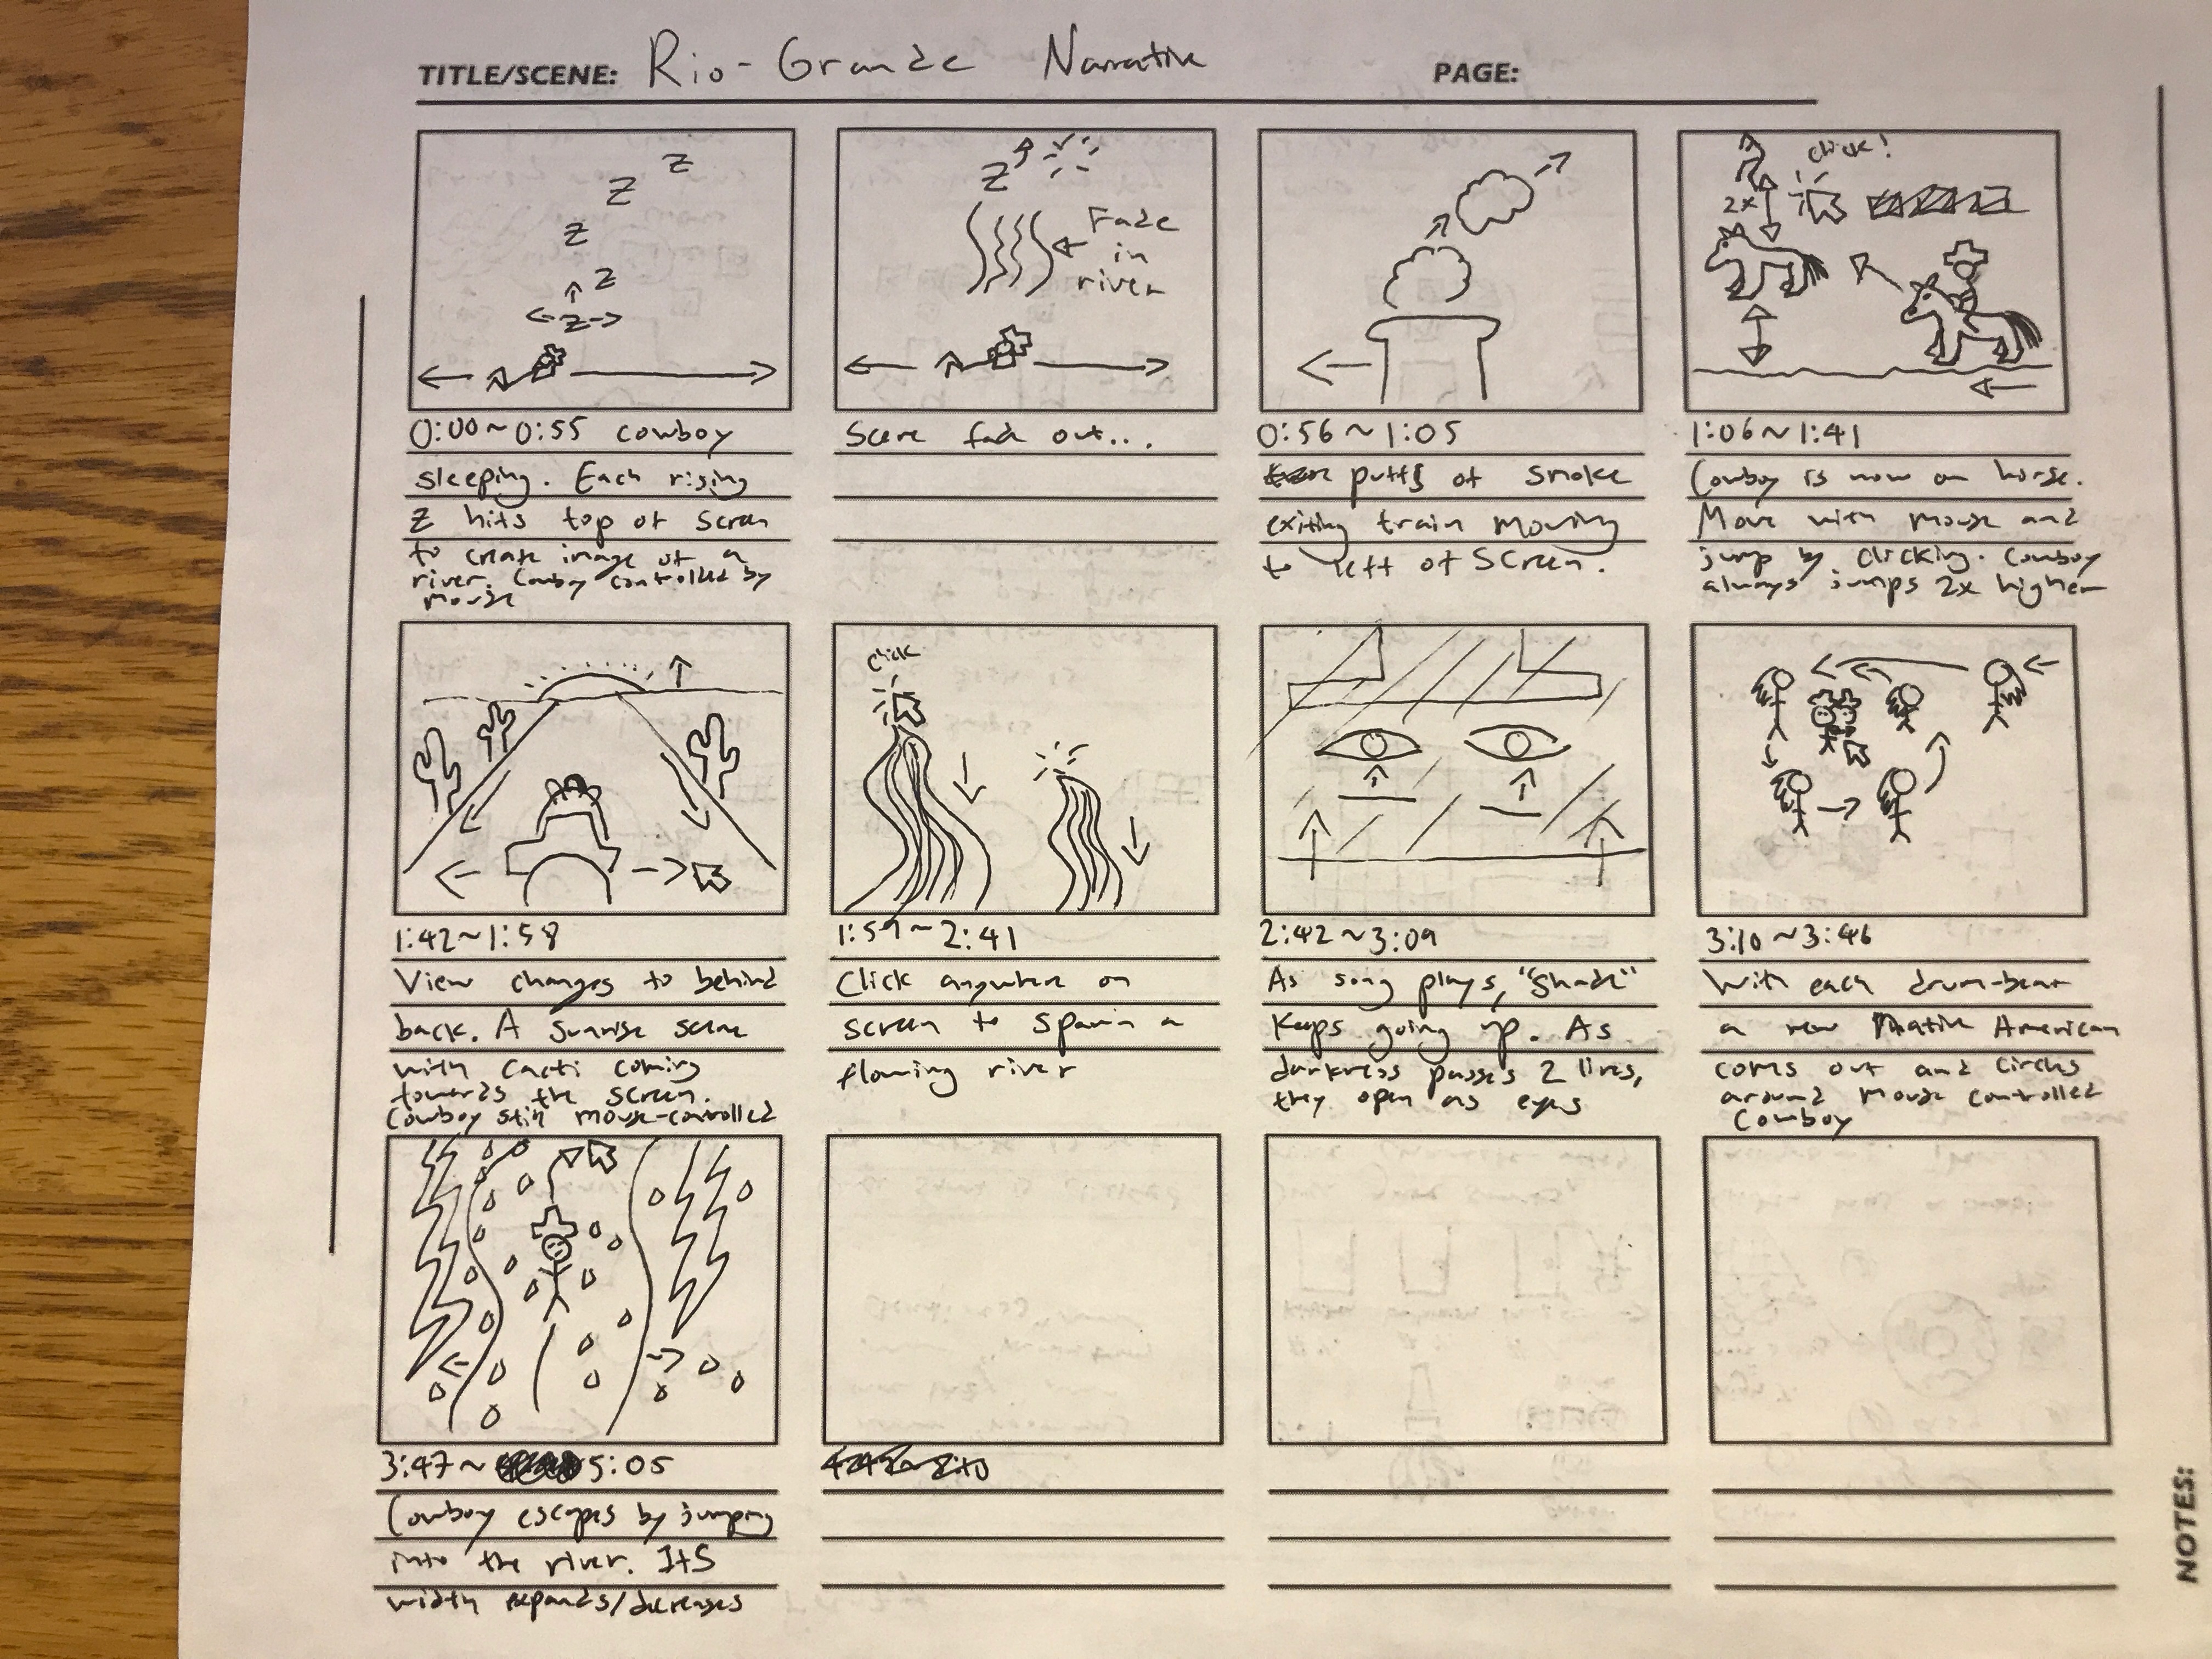 TITLE/SCENE: Rio-Grande Narrative
PAGE:
z
z
z
z
z
0:00~0:55 cowboy
sleeping. Each rising
z hits top of screen
to create image of a
river. Cowboy controlled by
mouse
z
Fade
in
river
Scene fade out...
0:56~1:05
puffs of smoke
exiting train moving
to left of screen.
click!
2x
1:06~1:41
Cowboy is now on horse.
Move with mouse and
jump by clicking. Cowboy
always jumps 2x higher
1:42~1:58
View changes to behind
back. A sunrise scene
with cacti coming
towards the screen.
Cowboy still mouse-controlled
click
1:59~2:41
Click anywhere on
screen to spawn a
flowing river
2:42~3:09
As song plays, "shade"
keeps going up. As
darkness passes 2 lines,
they open as eyes
3:10~3:46
With each drum-beat
a new Native American
comes out and circles
around mouse controlled
Cowboy
3:47~5:05
Cowboy escapes by jumping
into the river. Its
width expands/decreases
NOTES: